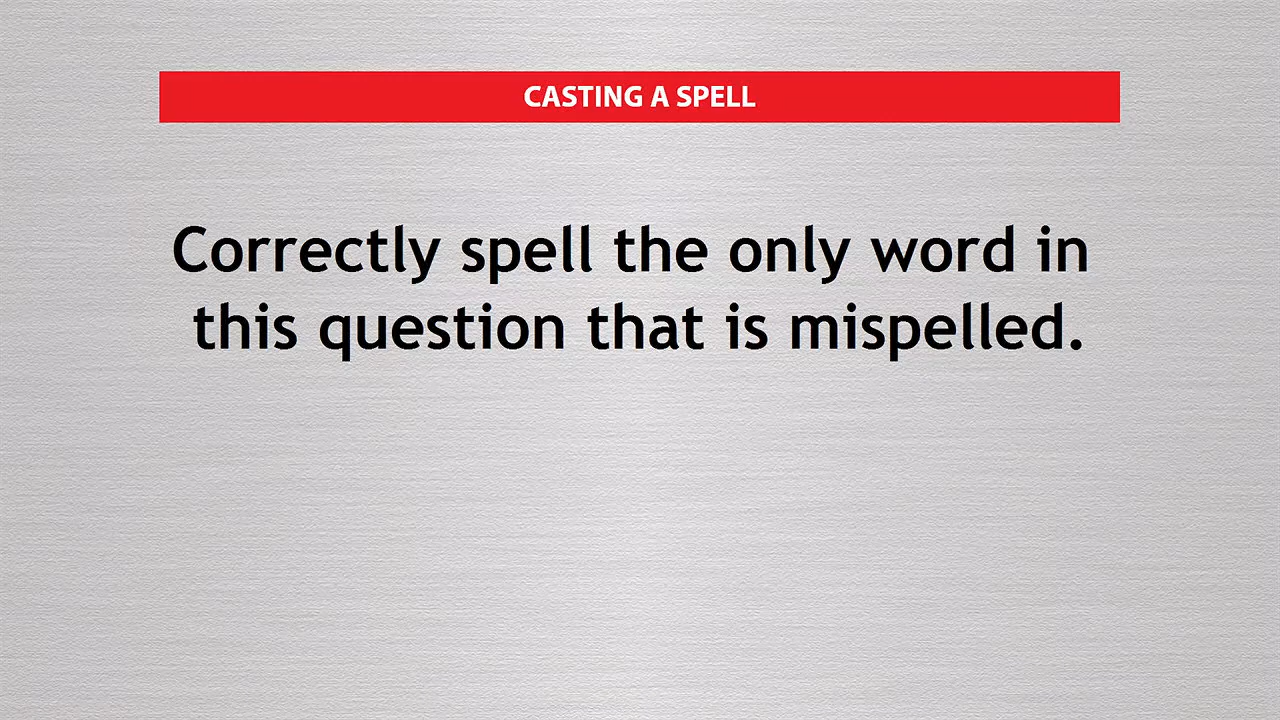 CASTING A SPELL
Correctly spell the only word in
this question that is mispelled.